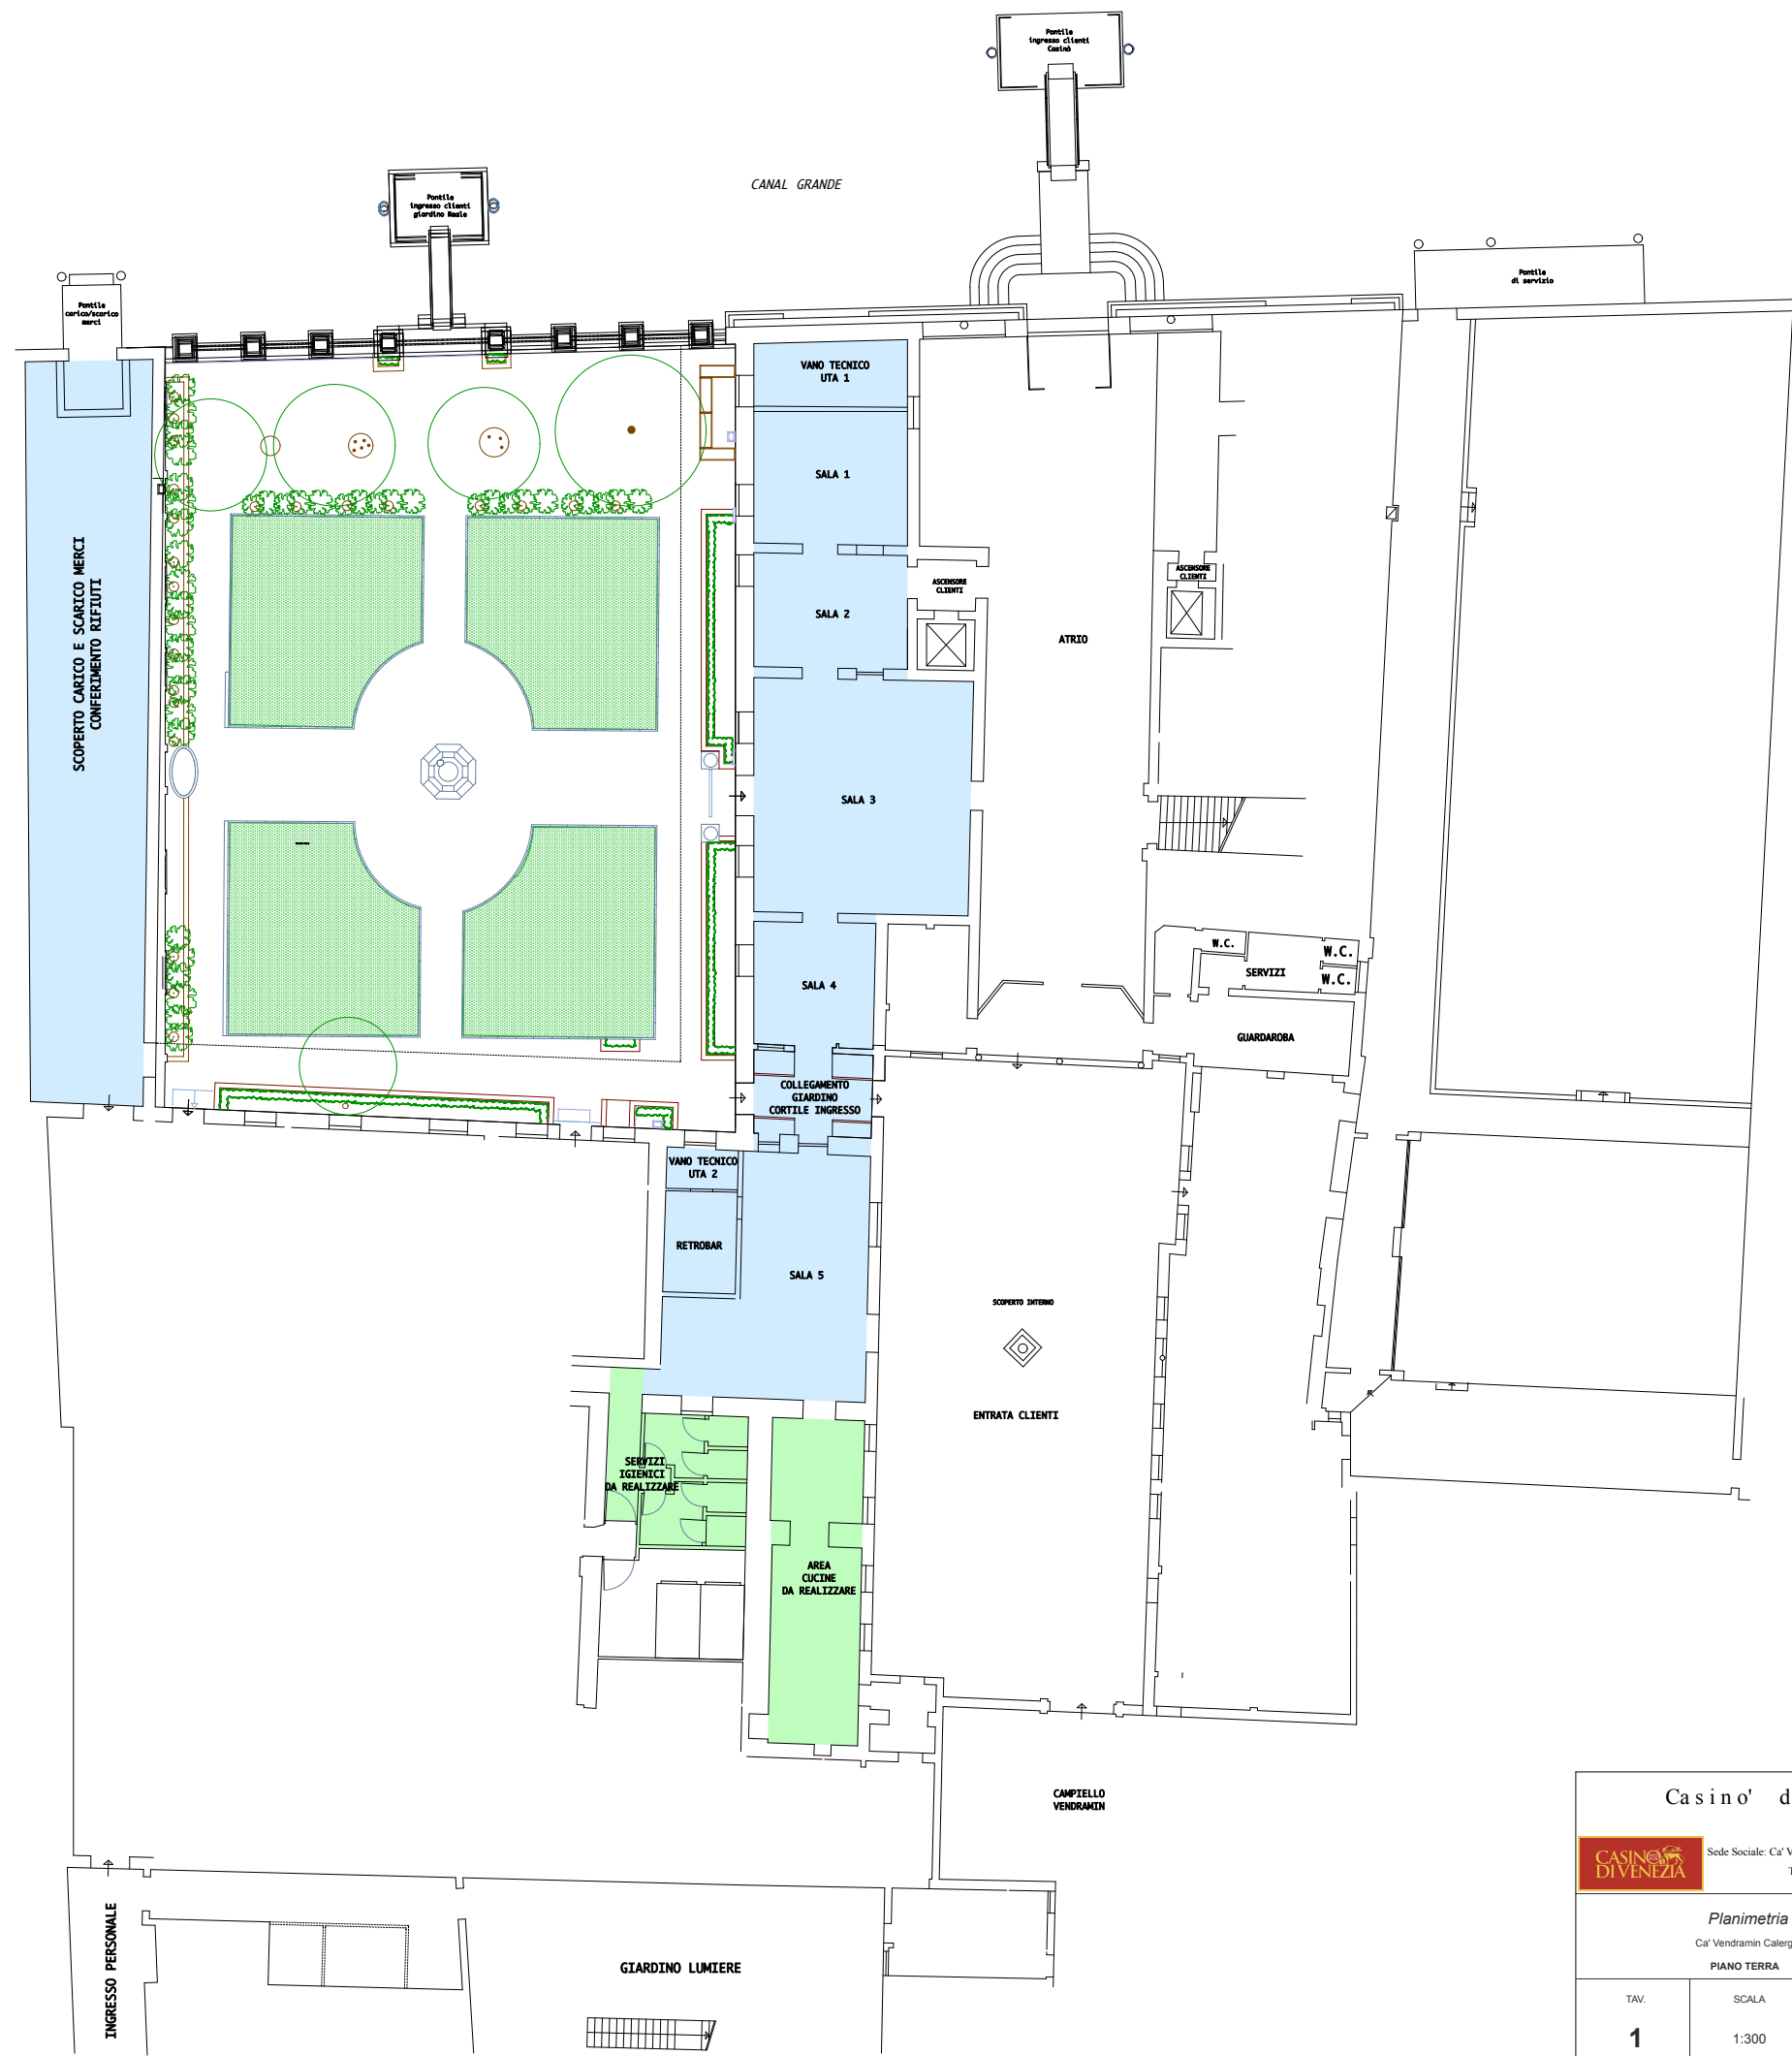 Pontile
ingresso clienti
Casinò
CANAL GRANDE
Pontile
ingresso clienti
giardino Reale
Pontile
di servizio
Pontile
carico/scarico
merci
VANO TECNICO
UTA 1
SALA 1
SCOPERTO CARICO E SCARICO MERCI
CONFERIMENTO RIFIUTI
ASCENSORE
CLIENTI
ASCENSORE
CLIENTI
SALA 2
ATRIO
SALA 3
W.C.
W.C.
SERVIZI
W.C.
SALA 4
GUARDAROBA
COLLEGAMENTO
GIARDINO
CORTILE INGRESSO
VANO TECNICO
UTA 2
RETROBAR
SALA 5
SCOPERTO INTERNO
ENTRATA CLIENTI
SERVIZI
IGIENICI
DA REALIZZARE
AREA
CUCINE
DA REALIZZARE
CAMPIELLO
VENDRAMIN
INGRESSO PERSONALE
GIARDINO LUMIERE
Casino' d
CASINO
DI VENEZIA
Sede Sociale: Ca' V
T
Planimetria
Ca' Vendramin Calerg
PIANO TERRA
TAV.
SCALA
1
1:300